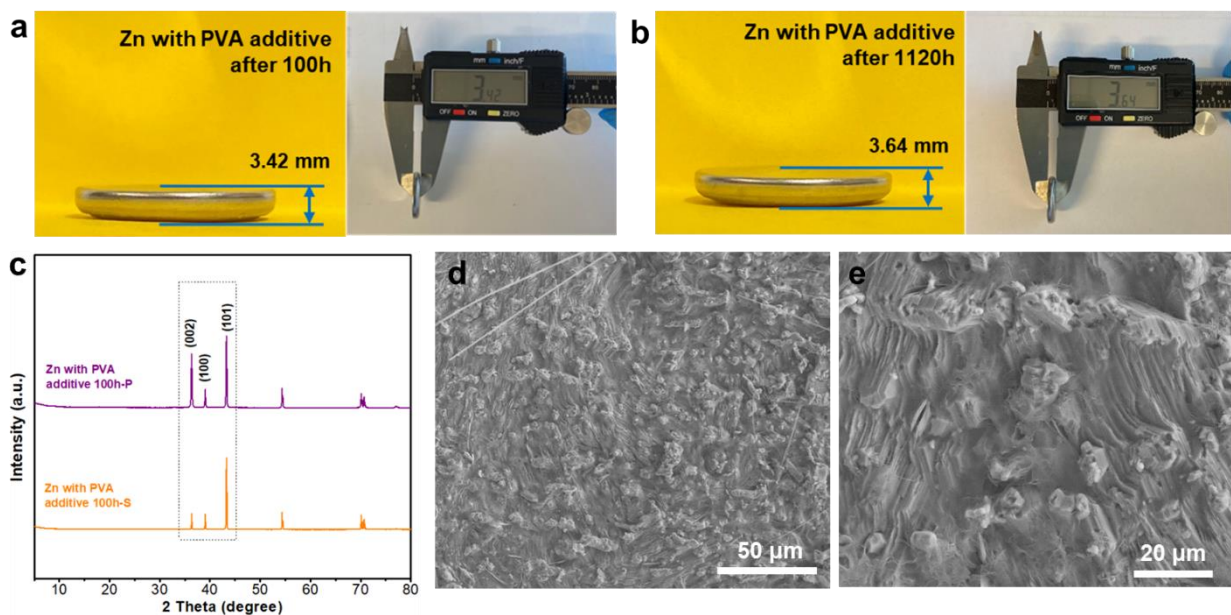 a
Zn with PVA additive
after 100h
3.42 mm
mm inch/F
3.42
OFF ON ZERO
b
Zn with PVA additive
after 1120h
3.64 mm
mm inch/F
3.64
OFF ON ZERO
c
Intensity (a.u.)
(002)
(100)
(101)
Zn with PVA
additive 100h-P
Zn with PVA
additive 100h-S
10 20 30 40 50 60 70 80
2 Theta (degree)
d
50 µm
e
20 µm